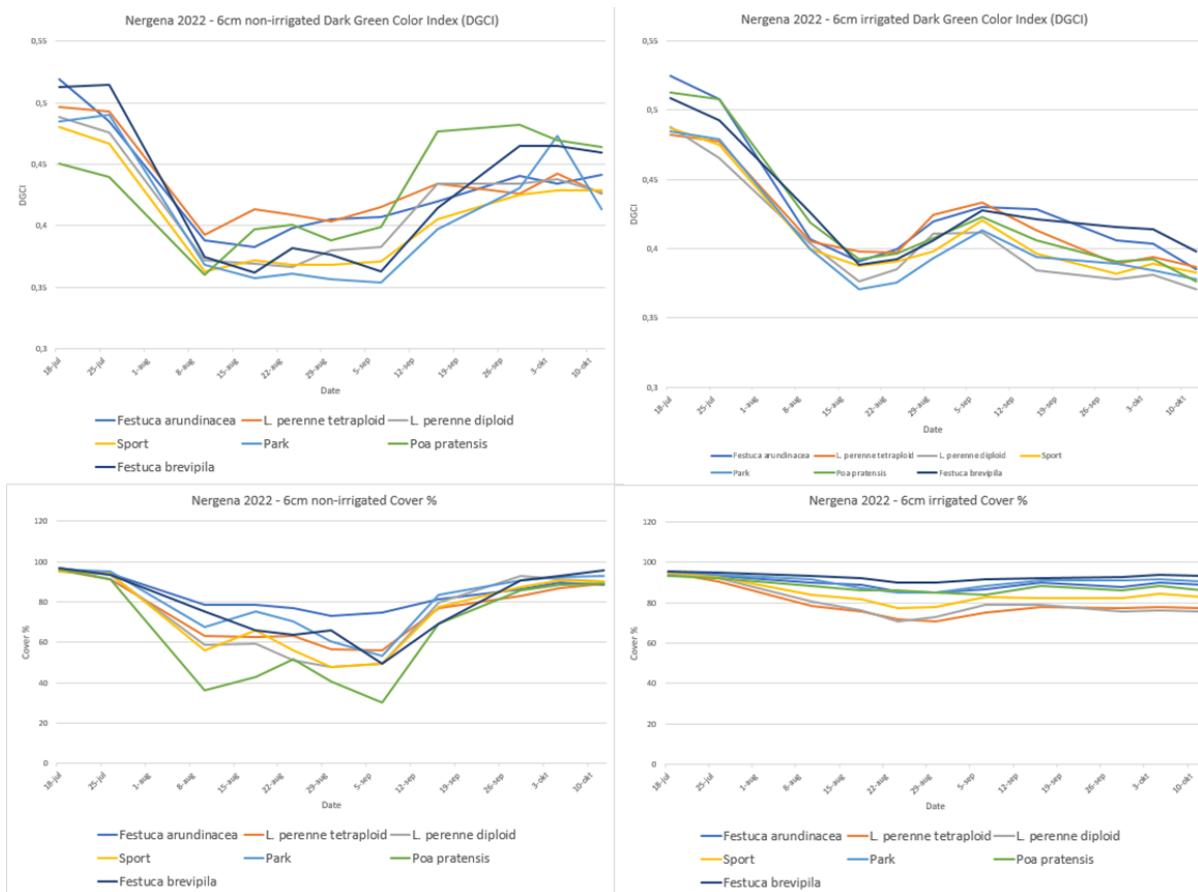 Nergena 2022 - 6cm non-irrigated Dark Green Color Index (DGCI)
0,55
0,5
0,45
0,4
0,35
0,3
DGCI
18-jul
25-jul
1-aug
8-aug
15-aug
22-aug
29-aug
5-sep
12-sep
19-sep
26-sep
3-okt
10-okt
Date
Festuca arundinacea L. perenne tetraploid L. perenne diploid
Sport Park Poa pratensis
Festuca brevipila
Nergena 2022 - 6cm irrigated Dark Green Color Index (DGCI)
0,55
0,5
0,45
0,4
0,35
0,3
DGCI
18-jul
25-jul
1-aug
8-aug
15-aug
22-aug
29-aug
5-sep
12-sep
19-sep
26-sep
3-okt
10-okt
Date
Festuca arundinacea L. perenne tetraploid L. perenne diploid Sport
Park Poa pratensis Festuca brevipila
Nergena 2022 - 6cm non-irrigated Cover %
120
100
80
60
40
20
0
Cover %
18-jul
25-jul
1-aug
8-aug
15-aug
22-aug
29-aug
5-sep
12-sep
19-sep
26-sep
3-okt
10-okt
Date
Festuca arundinacea L. perenne tetraploid L. perenne diploid
Sport Park Poa pratensis
Festuca brevipila
Nergena 2022 - 6cm irrigated Cover %
120
100
80
60
40
20
0
Cover %
18-jul
25-jul
1-aug
8-aug
15-aug
22-aug
29-aug
5-sep
12-sep
19-sep
26-sep
3-okt
10-okt
Date
Festuca arundinacea L. perenne tetraploid L. perenne diploid
Sport Park Poa pratensis
Festuca brevipila